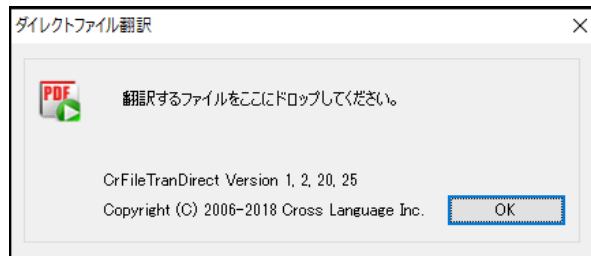 ダイレクトファイル翻訳
PDF
翻訳するファイルをここにドロップしてください。
CrFileTranDirect Version 1, 2, 20, 25
Copyright (C) 2006-2018 Cross Language Inc.
OK